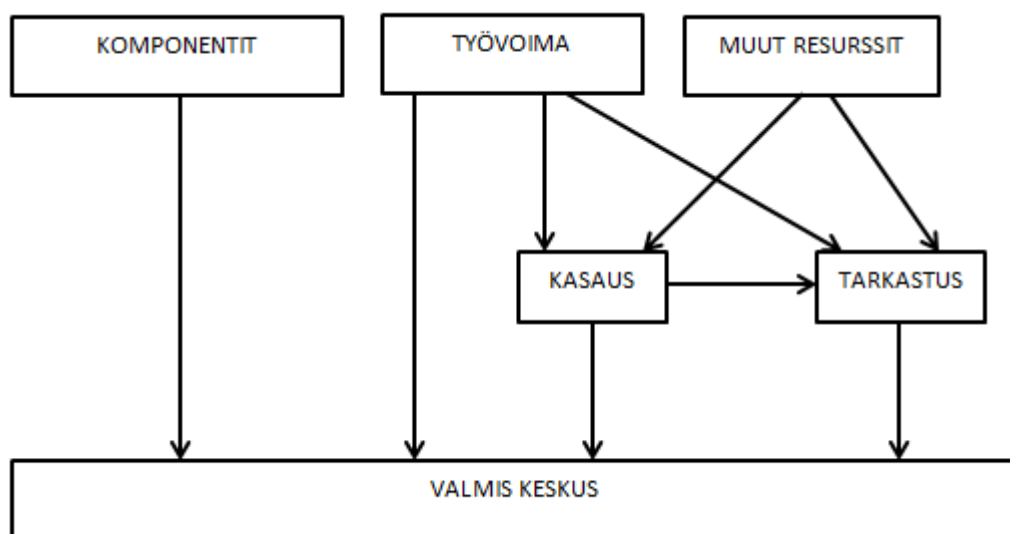 KOMPONENTIT
TYÖVOIMA
MUUT RESURSSIT
KASAUS
TARKASTUS
VALMIS KESKUS